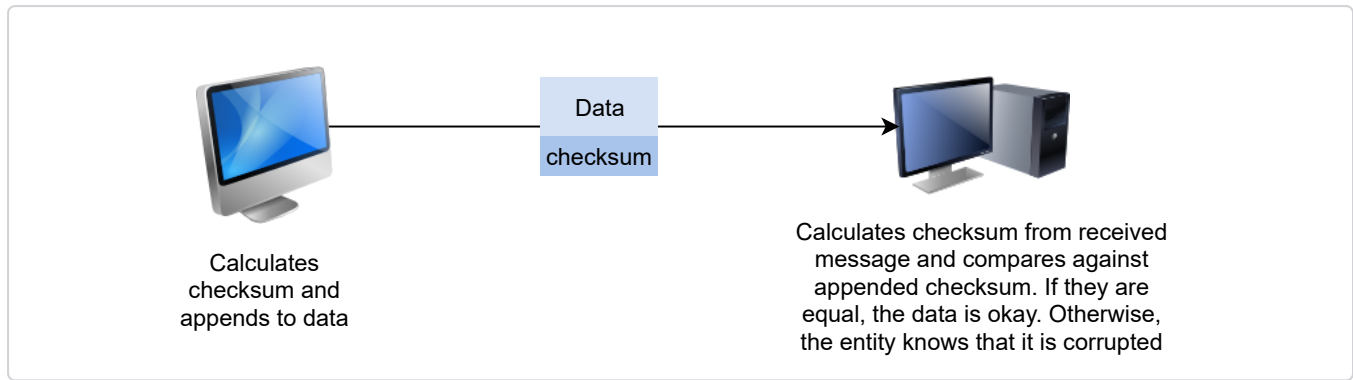 Data
checksum
Calculates
checksum and
appends to data
Calculates checksum from received
message and compares against
appended checksum. If they are
equal, the data is okay. Otherwise,
the entity knows that it is corrupted